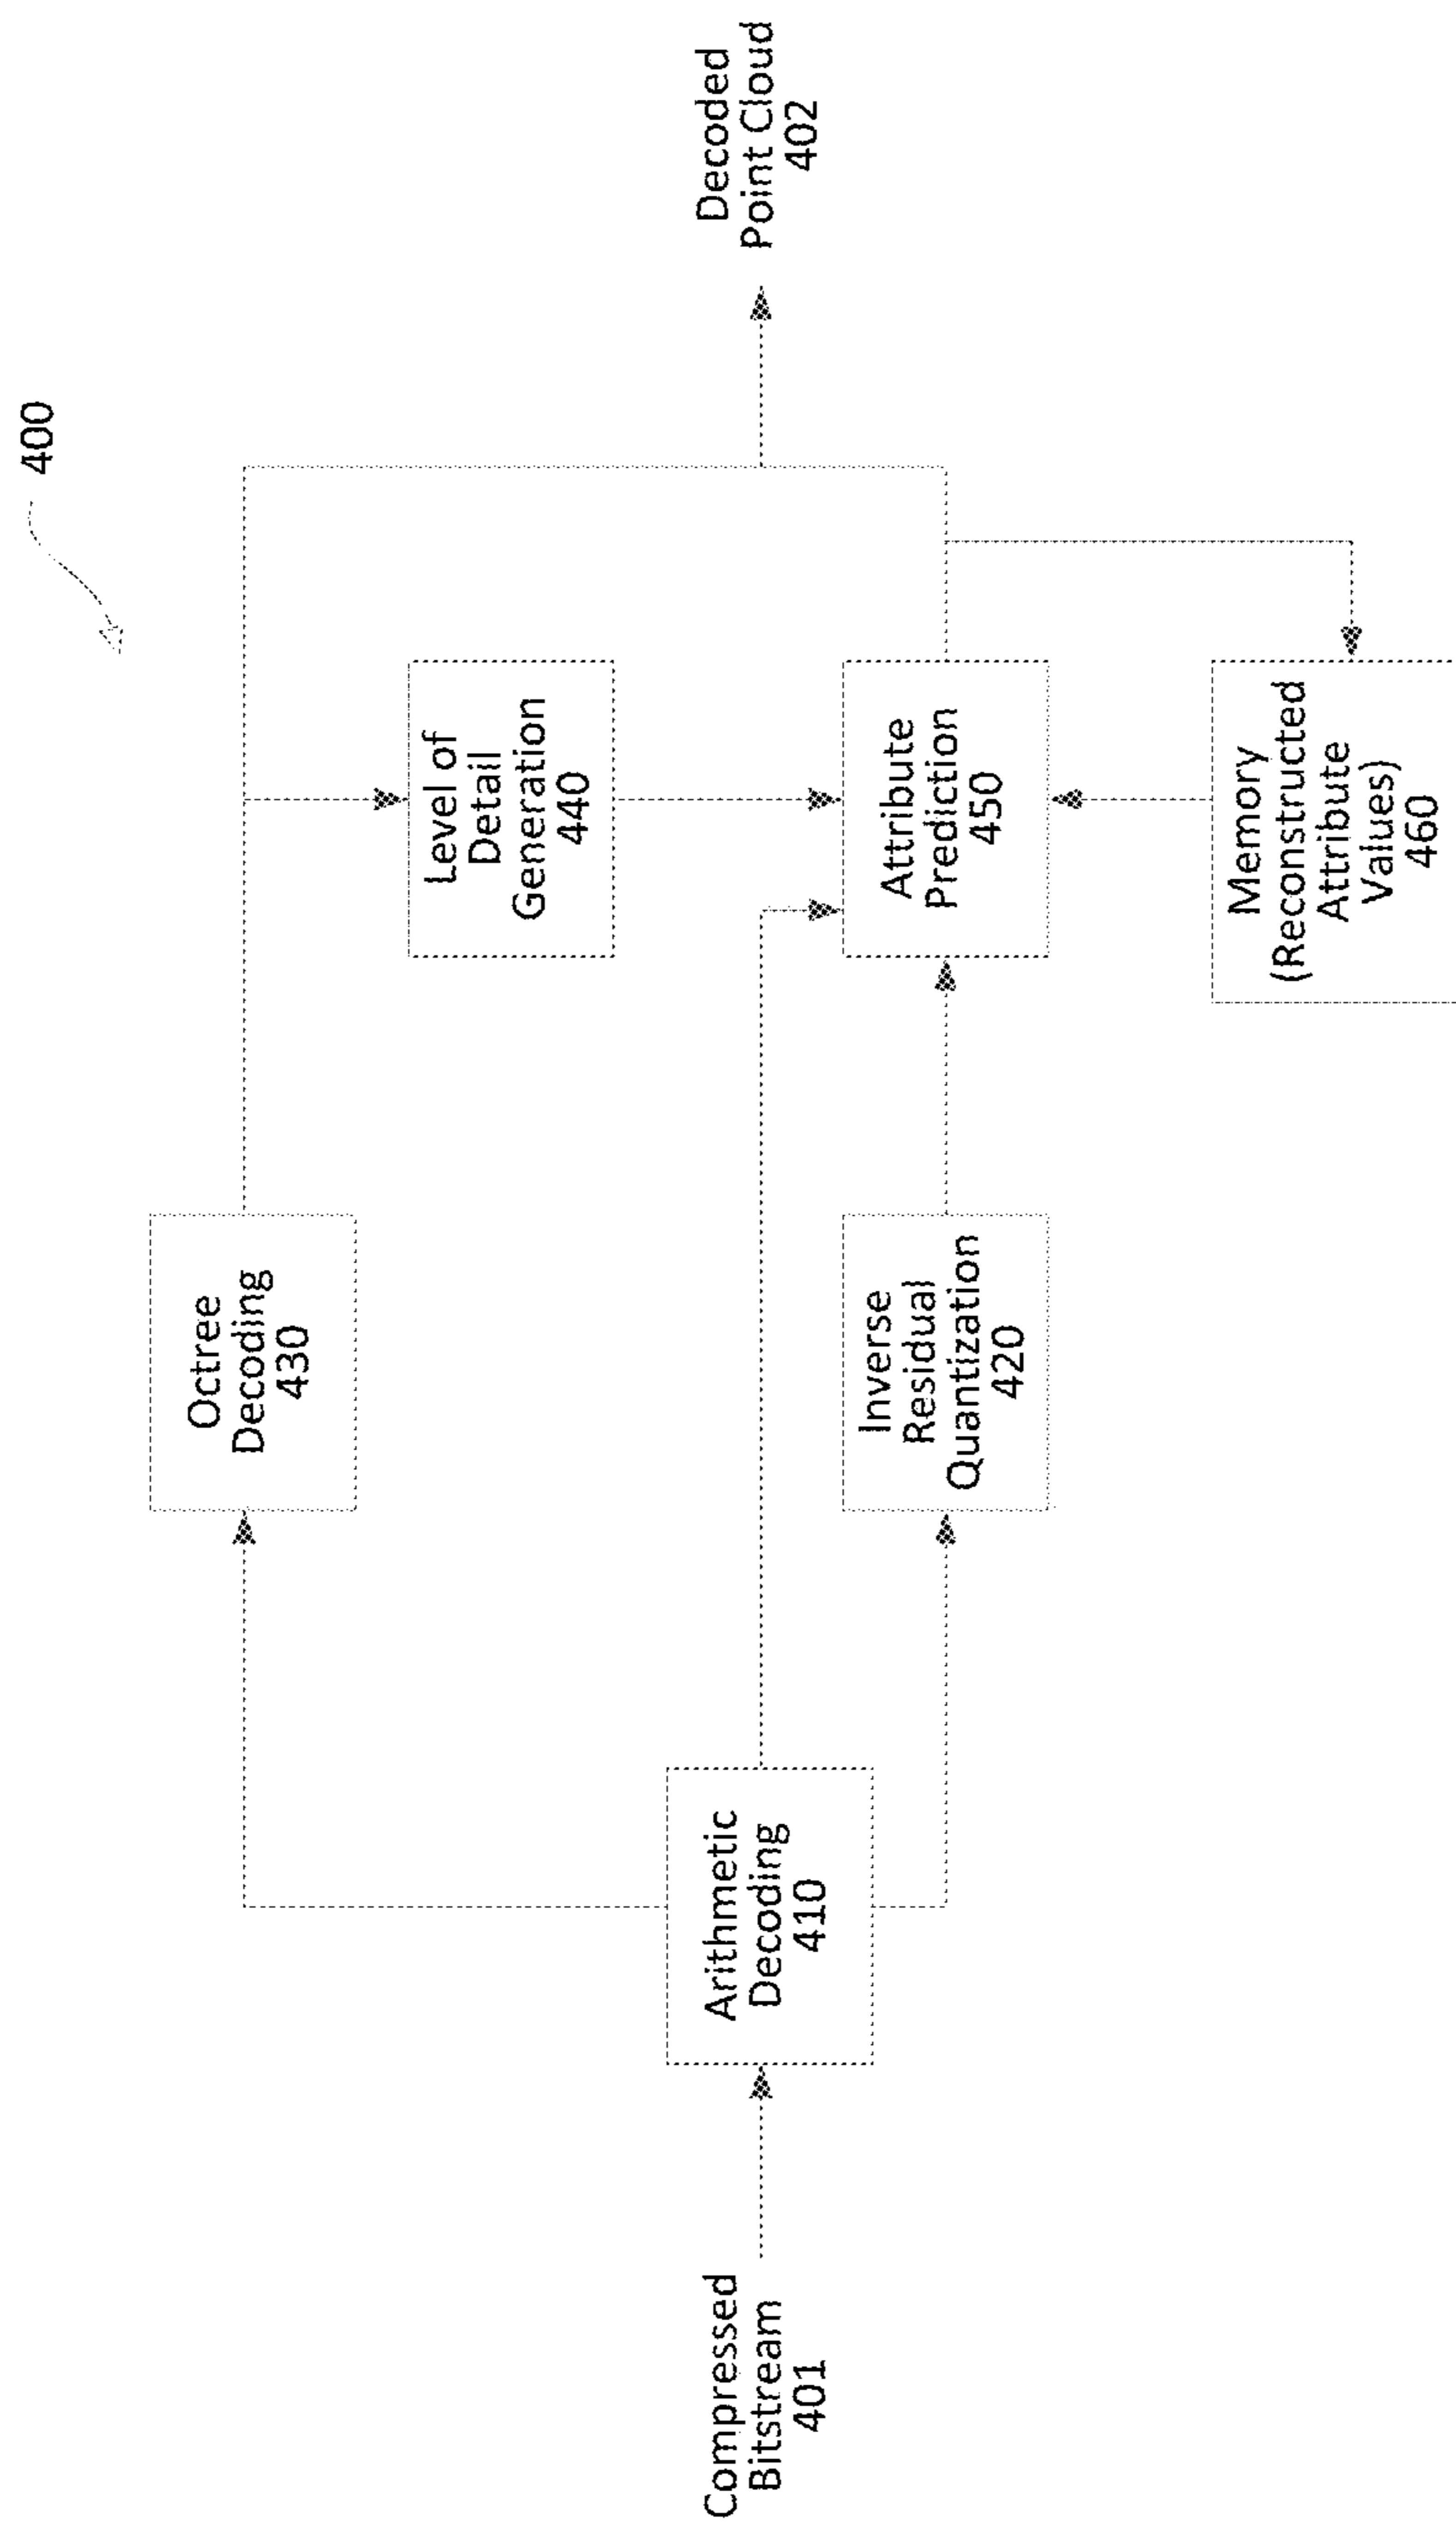 400
Octree
Decoding
430
Level of
Detail
Generation
440
Compressed
Bitstream
401
Arithmetic
Decoding
410
Decoded
Point Cloud
402
Inverse
Residual
Quantization
420
Attribute
Prediction
450
Memory
(Reconstructed
Attribute
Values)
460